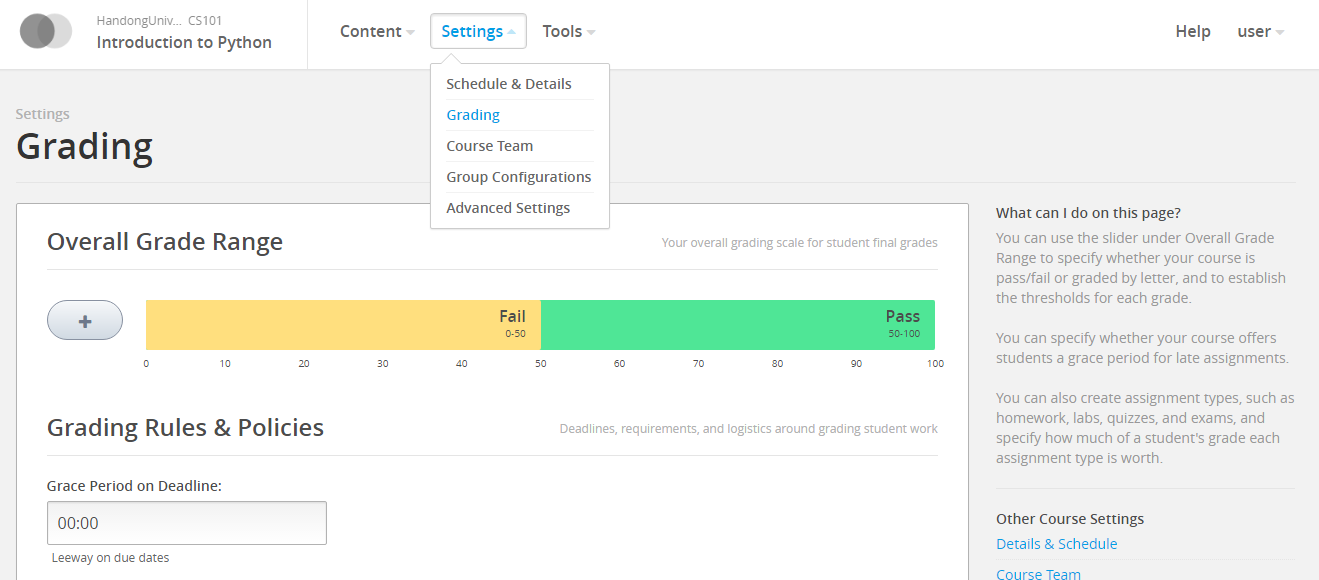 HandongUniv... CS101
Introduction to Python
Content
Settings
Tools
Help
user
Schedule & Details
Grading
Course Team
Group Configurations
Advanced Settings
Settings
Grading
Overall Grade Range
Your overall grading scale for student final grades
+
Fail
0-50
Pass
50-100
0 10 20 30 40 50 60 70 80 90 100
Grading Rules & Policies
Deadlines, requirements, and logistics around grading student work
Grace Period on Deadline:
00:00
Leeway on due dates
What can I do on this page?
You can use the slider under Overall Grade
Range to specify whether your course is
pass/fail or graded by letter, and to establish
the thresholds for each grade.
You can specify whether your course offers
students a grace period for late assignments.
You can also create assignment types, such as
homework, labs, quizzes, and exams, and
specify how much of a student's grade each
assignment type is worth.
Other Course Settings
Details & Schedule
Course Team